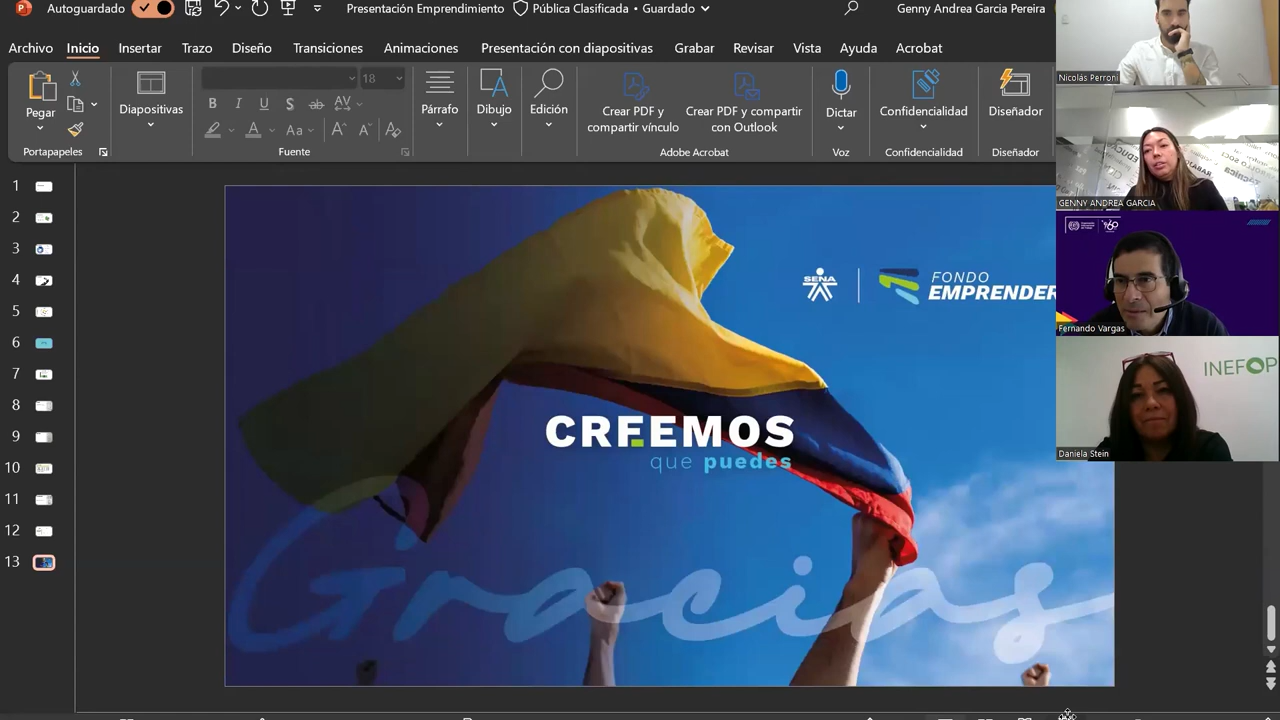 Autoguardado
Presentación Emprendimiento
Pública Clasificada • Guardado
Genny Andrea Garcia Pereira
Archivo Inicio Insertar Trazo Diseño Transiciones Animaciones Presentación con diapositivas Grabar Revisar Vista Ayuda Acrobat
Pegar
Portapapeles
Diapositivas
18
N K S S ab AV
A Aa A A A
Fuente
Párrafo
Dibujo
Edición
Crear PDF y
compartir vínculo
Crear PDF y compartir
con Outlook
Adobe Acrobat
Dictar
Voz
Confidencialidad
Confidencialidad
Diseñador
Diseñador
1
2
3
4
5
6
7
8
9
10
11
12
13
SENA
FONDO
EMPRENDER
CREEMOS
que puedes
Gracias
Nicolás Perroni
GENNY ANDREA GARCIA
Fernando Vargas
INEFOP
Daniela Stein